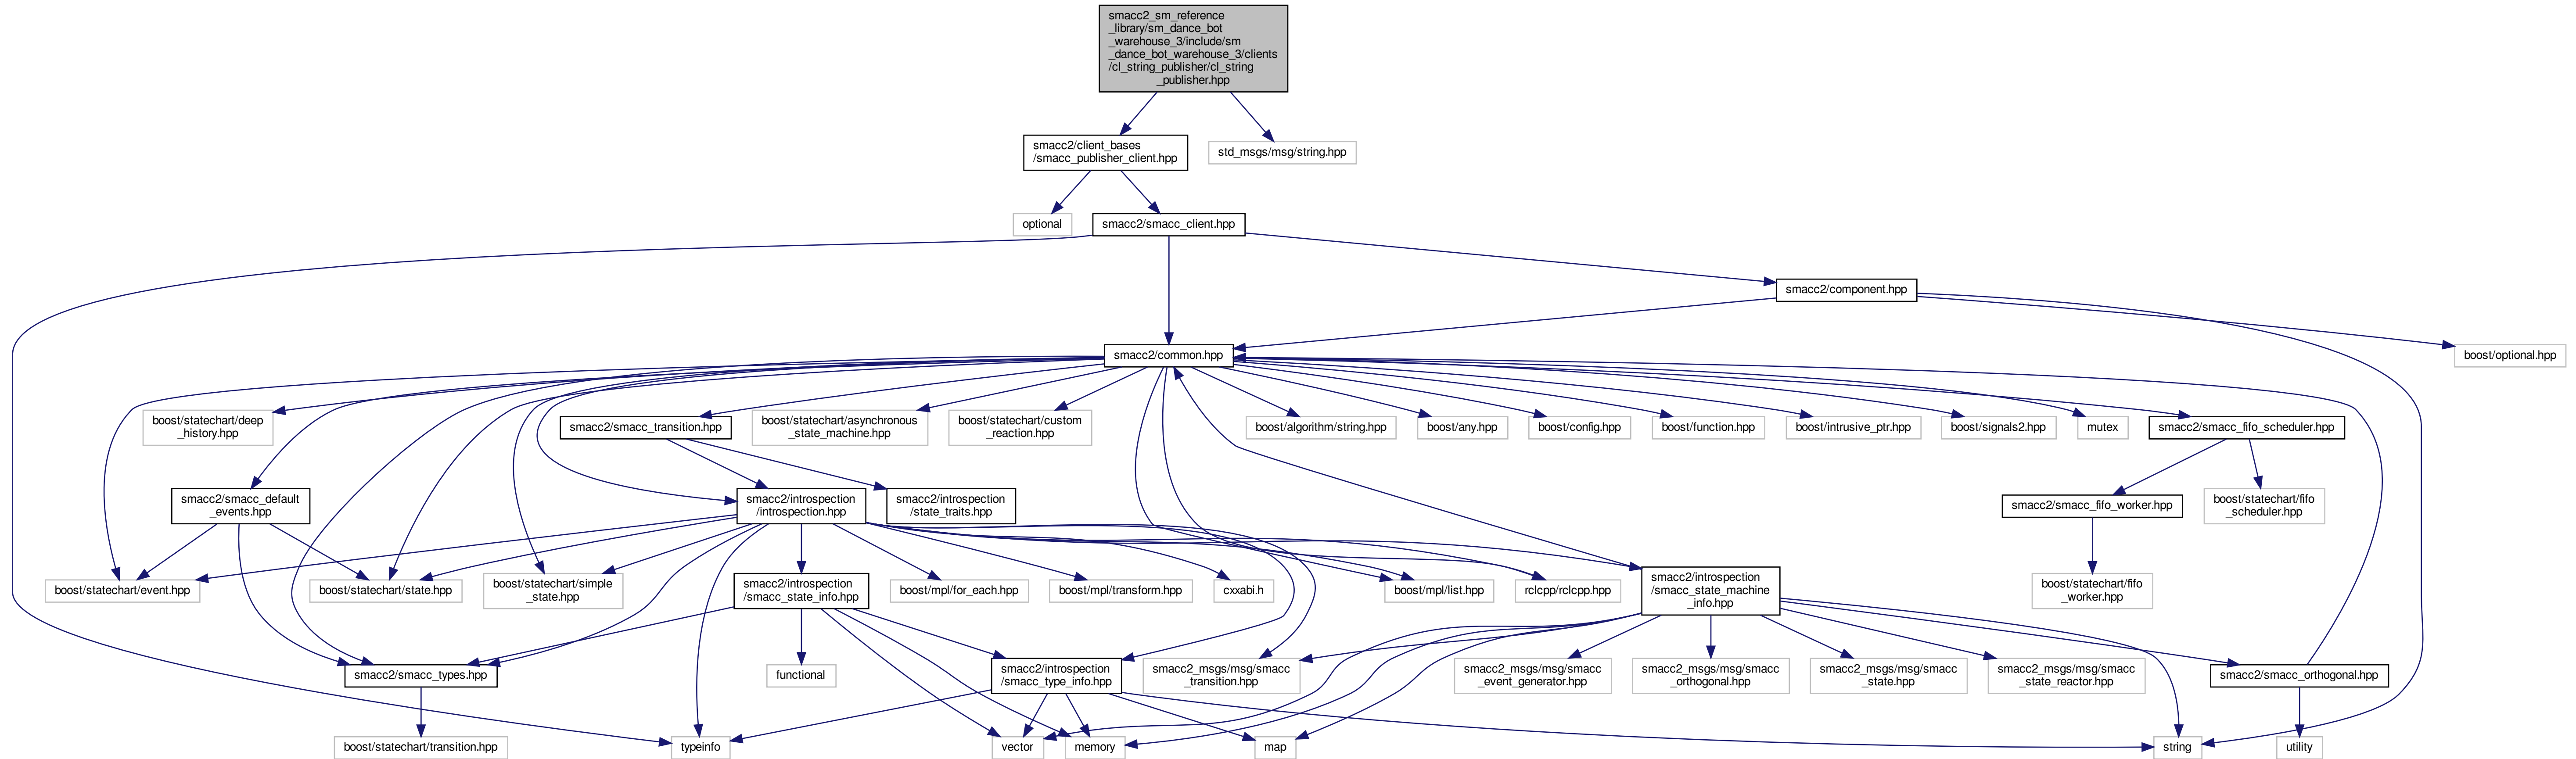 smacc2_sm_reference
_library/sm_dance_bot
_warehouse_3/include/sm
_dance_bot_warehouse_3/clients
/cl_string_publisher/cl_string
_publisher.hpp
smacc2/client_bases
/smacc_publisher_client.hpp
std_msgs/msg/string.hpp
optional
smacc2/smacc_client.hpp
smacc2/component.hpp
smacc2/common.hpp
boost/optional.hpp
boost/statechart/deep
_history.hpp
smacc2/smacc_transition.hpp
boost/statechart/asynchronous
_state_machine.hpp
boost/statechart/custom
_reaction.hpp
boost/algorithm/string.hpp
boost/any.hpp
boost/config.hpp
boost/function.hpp
boost/intrusive_ptr.hpp
boost/signals2.hpp
mutex
smacc2/smacc_fifo_scheduler.hpp
smacc2/smacc_default
_events.hpp
smacc2/introspection
/introspection.hpp
smacc2/introspection
/state_traits.hpp
smacc2/smacc_fifo_worker.hpp
boost/statechart/fifo
_scheduler.hpp
boost/statechart/event.hpp
boost/statechart/state.hpp
boost/statechart/simple
_state.hpp
smacc2/introspection
/smacc_state_info.hpp
boost/mpl/for_each.hpp
boost/mpl/transform.hpp
cxxabi.h
boost/mpl/list.hpp
rclcpp/rclcpp.hpp
smacc2/introspection
/smacc_state_machine
_info.hpp
boost/statechart/fifo
_worker.hpp
smacc2/smacc_types.hpp
functional
smacc2/introspection
/smacc_type_info.hpp
smacc2_msgs/msg/smacc
_transition.hpp
smacc2_msgs/msg/smacc
_event_generator.hpp
smacc2_msgs/msg/smacc
_orthogonal.hpp
smacc2_msgs/msg/smacc
_state.hpp
smacc2_msgs/msg/smacc
_state_reactor.hpp
smacc2/smacc_orthogonal.hpp
boost/statechart/transition.hpp
typeinfo
vector
memory
map
string
utility